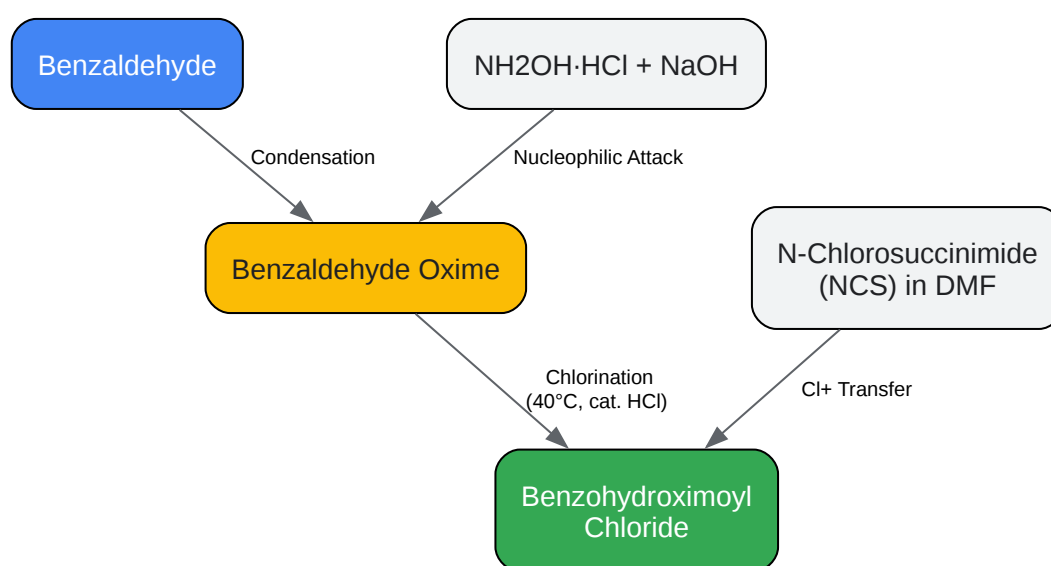 Benzaldehyde
NH2OH·HCl + NaOH
Condensation
Nucleophilic Attack
Benzaldehyde Oxime
N-Chlorosuccinimide
(NCS) in DMF
Chlorination
(40°C, cat. HCl)
Cl+ Transfer
Benzohydroximoyl
Chloride